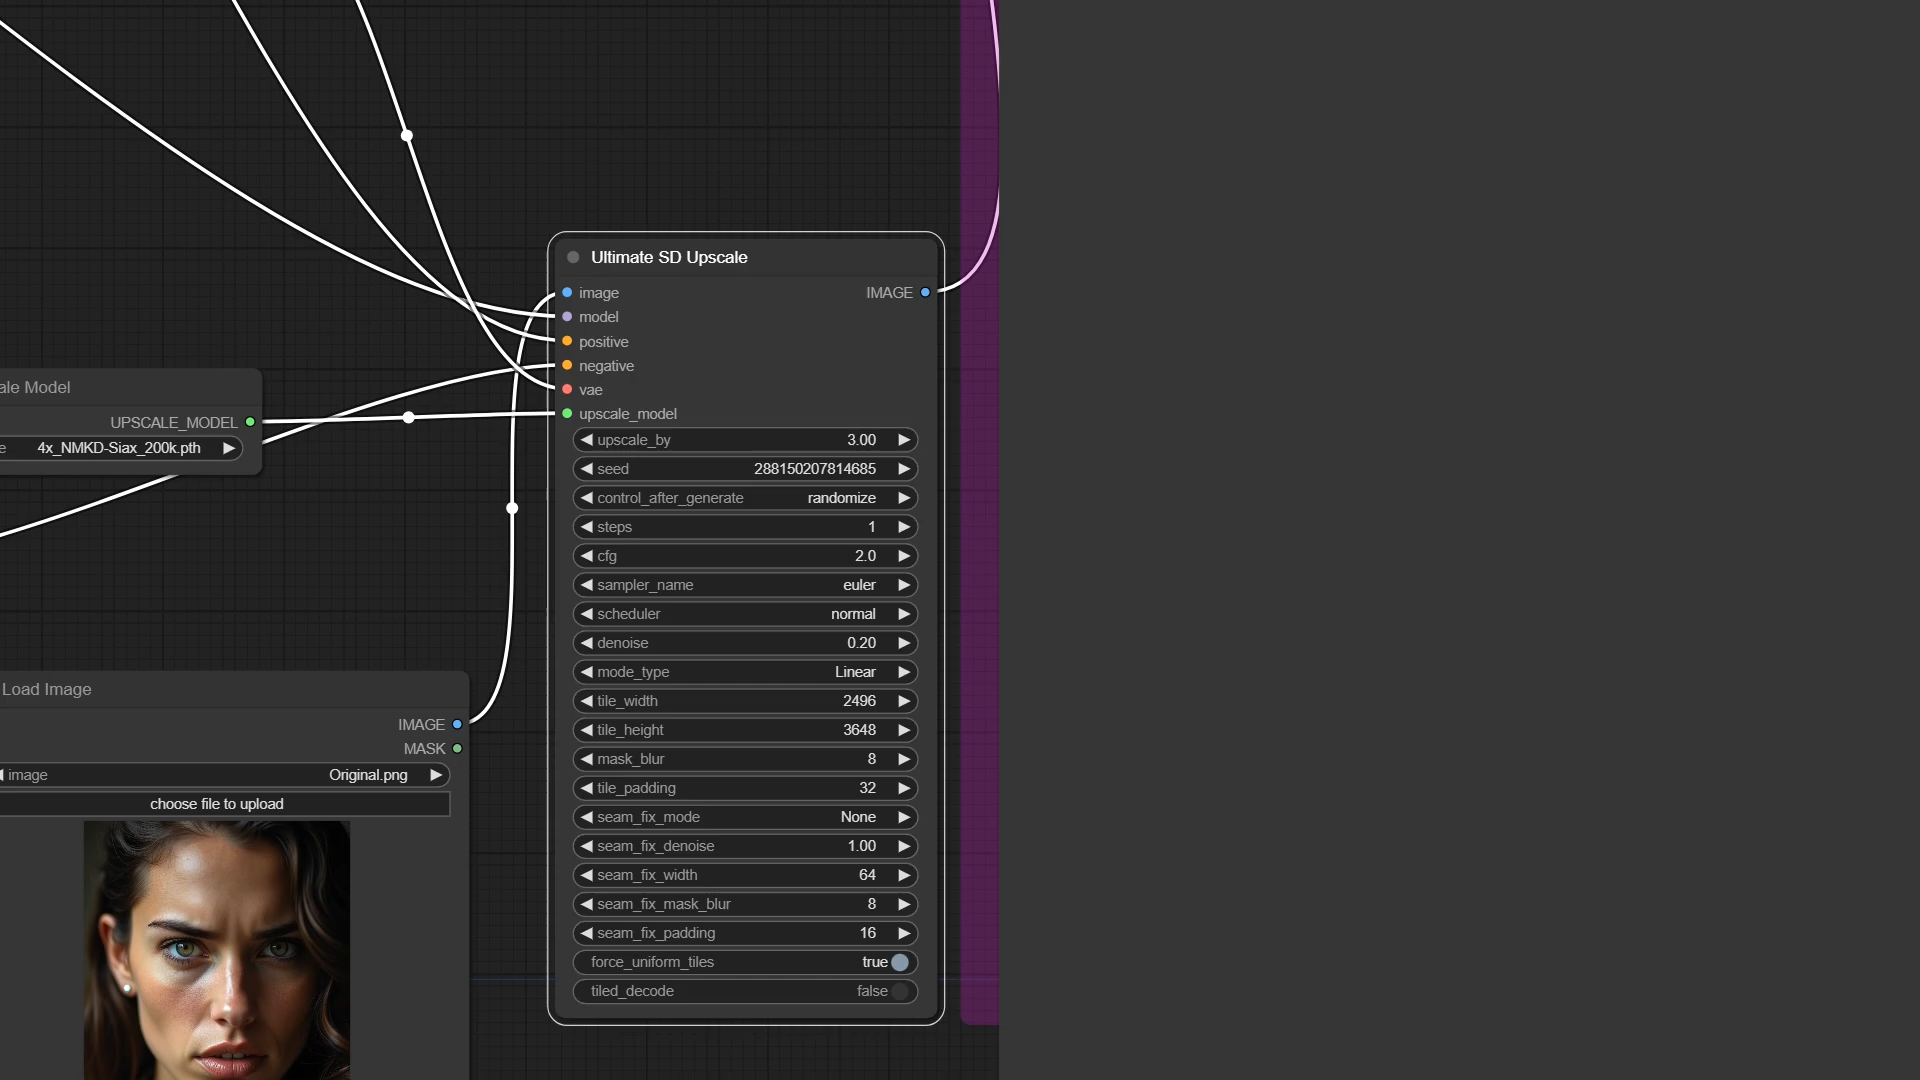 Ultimate SD Upscale
image IMAGE
model
positive
negative
vae
upscale_model
upscale_by 3.00
seed 288150207814685
control_after_generate randomize
steps 1
cfg 2.0
sampler_name euler
scheduler normal
denoise 0.20
mode_type Linear
tile_width 2496
tile_height 3648
mask_blur 8
tile_padding 32
seam_fix_mode None
seam_fix_denoise 1.00
seam_fix_width 64
seam_fix_mask_blur 8
seam_fix_padding 16
force_uniform_tiles true
tiled_decode false
ale Model
UPSCALE_MODEL
e 4x_NMKD-Siax_200k.pth
Load Image
IMAGE
MASK
image Original.png
choose file to upload